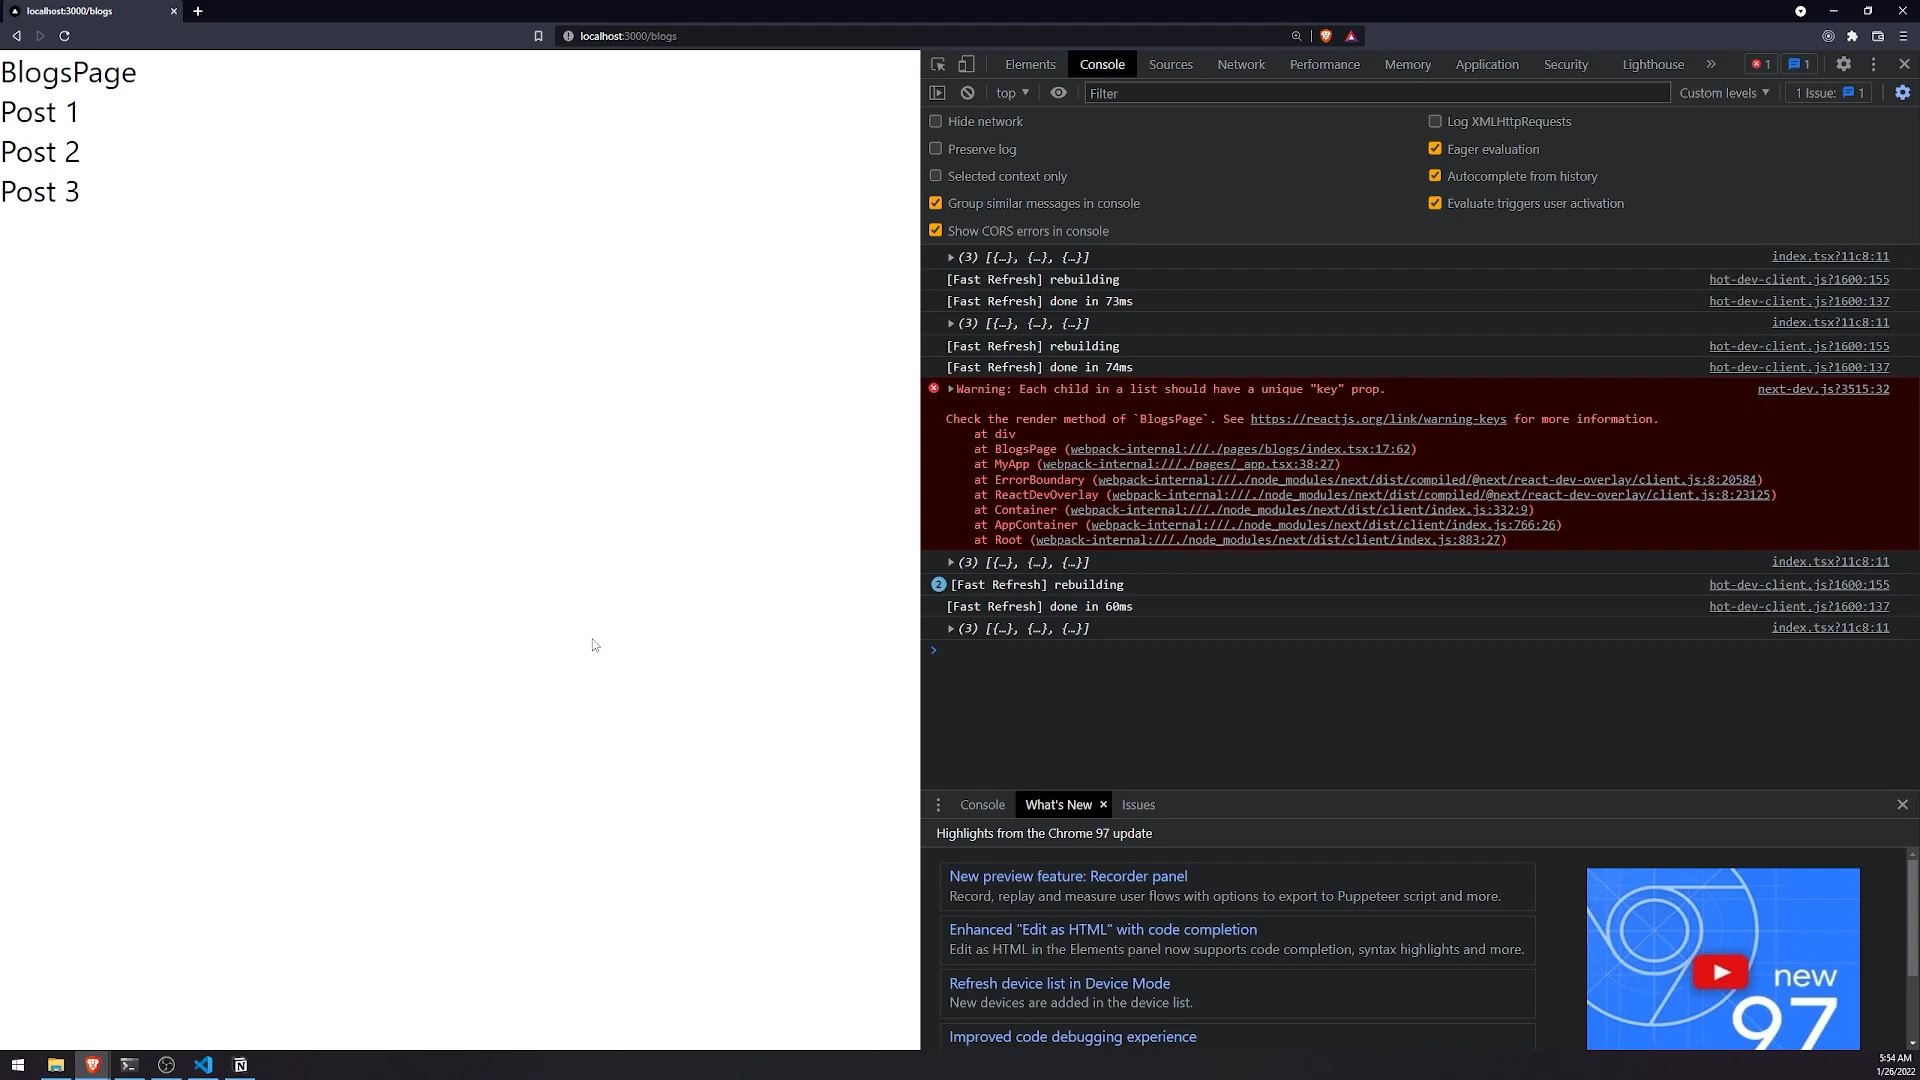 localhost:3000/blogs
localhost:3000/blogs
BlogsPage
Post 1
Post 2
Post 3
Elements Console Sources Network Performance Memory Application Security Lighthouse » 1 1
top Filter Custom levels 1 Issue: 1
Hide network Log XMLHttpRequests
Preserve log Eager evaluation
Selected context only Autocomplete from history
Group similar messages in console Evaluate triggers user activation
Show CORS errors in console
(3) [{…}, {…}, {…}] index.tsx?11c8:11
[Fast Refresh] rebuilding hot-dev-client.js?1600:155
[Fast Refresh] done in 73ms hot-dev-client.js?1600:137
(3) [{…}, {…}, {…}] index.tsx?11c8:11
[Fast Refresh] rebuilding hot-dev-client.js?1600:155
[Fast Refresh] done in 74ms hot-dev-client.js?1600:137
Warning: Each child in a list should have a unique "key" prop. next-dev.js?3515:32
Check the render method of `BlogsPage`. See https://reactjs.org/link/warning-keys for more information.
at div
at BlogsPage (webpack-internal:///./pages/blogs/index.tsx:17:62)
at MyApp (webpack-internal:///./pages/_app.tsx:38:27)
at ErrorBoundary (webpack-internal:///./node_modules/next/dist/compiled/@next/react-dev-overlay/client.js:8:20584)
at ReactDevOverlay (webpack-internal:///./node_modules/next/dist/compiled/@next/react-dev-overlay/client.js:8:23125)
at Container (webpack-internal:///./node_modules/next/dist/client/index.js:332:9)
at AppContainer (webpack-internal:///./node_modules/next/dist/client/index.js:766:26)
at Root (webpack-internal:///./node_modules/next/dist/client/index.js:883:27)
(3) [{…}, {…}, {…}] index.tsx?11c8:11
2 [Fast Refresh] rebuilding hot-dev-client.js?1600:155
[Fast Refresh] done in 60ms hot-dev-client.js?1600:137
(3) [{…}, {…}, {…}] index.tsx?11c8:11
Console What's New Issues
Highlights from the Chrome 97 update
New preview feature: Recorder panel
Record, replay and measure user flows with options to export to Puppeteer script and more.
Enhanced "Edit as HTML" with code completion
Edit as HTML in the Elements panel now supports code completion, syntax highlights and more.
Refresh device list in Device Mode
New devices are added in the device list.
Improved code debugging experience
new
97
5:54 AM
1/26/2022